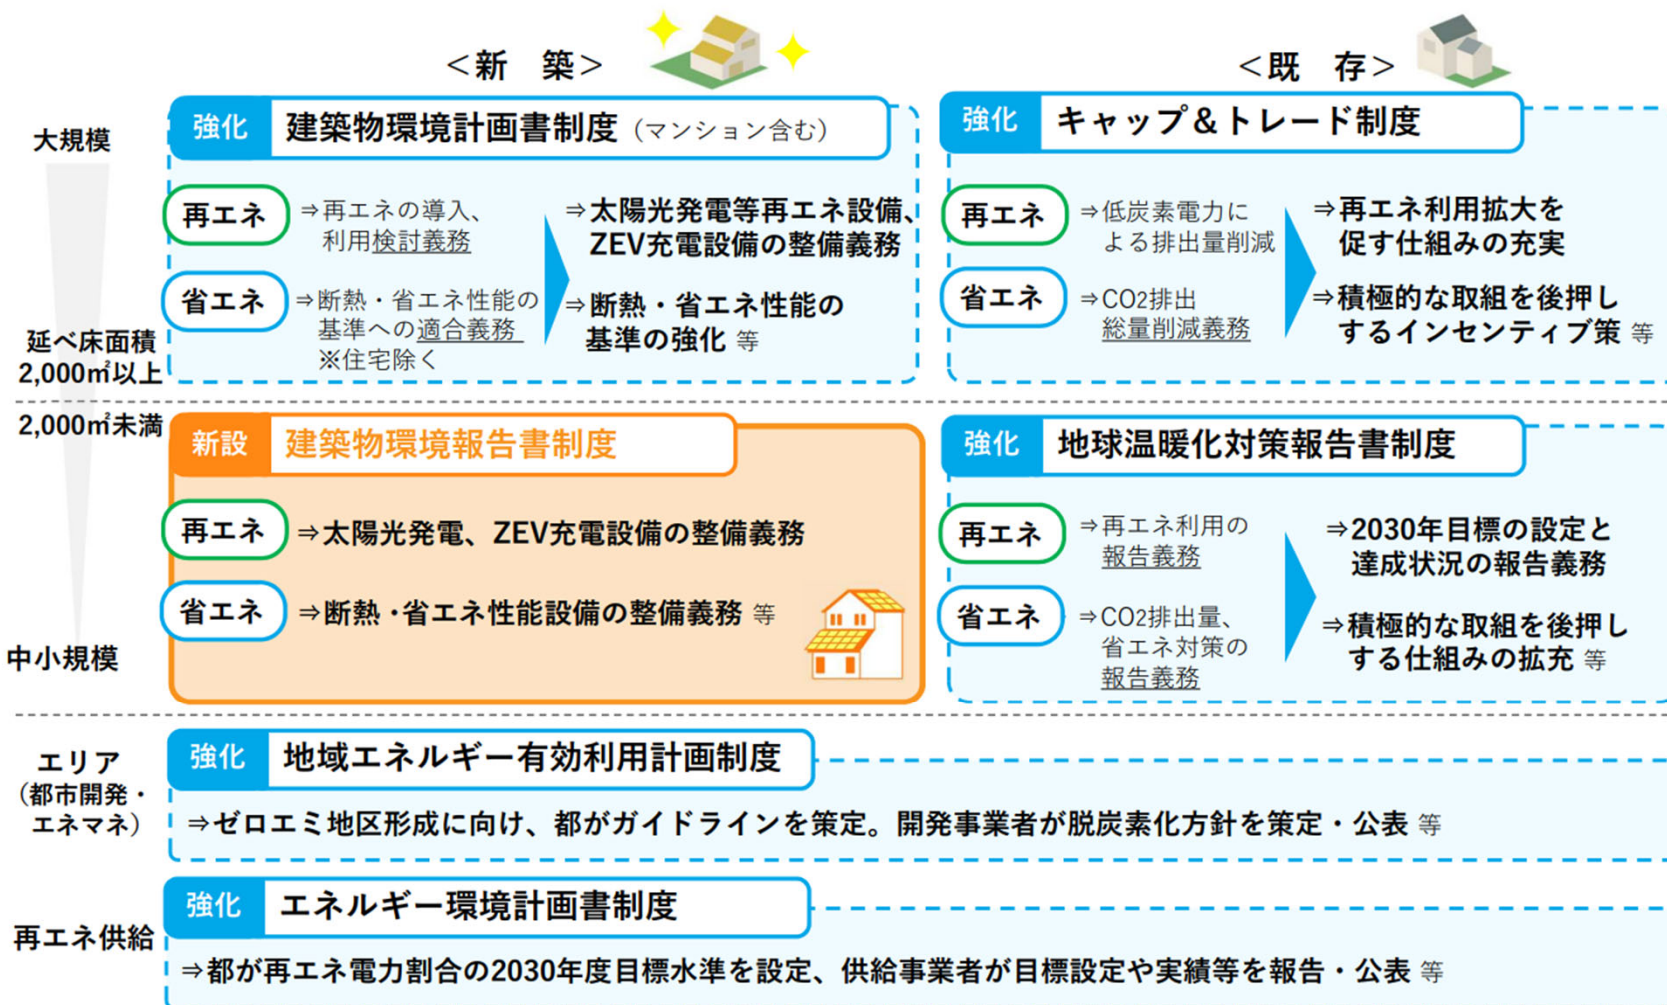 ＜新　築＞
＜既　存＞
大規模
強化 建築物環境計画書制度（マンション含む）
再エネ ⇒再エネの導入、
利用検討義務
⇒太陽光発電等再エネ設備、
ZEV充電設備の整備義務
省エネ ⇒断熱・省エネ性能の
基準への適合義務
※住宅除く
⇒断熱・省エネ性能の
基準の強化 等
強化 キャップ＆トレード制度
再エネ ⇒低炭素電力に
よる排出量削減
⇒再エネ利用拡大を
促す仕組みの充実
省エネ ⇒CO2排出
総量削減義務
⇒積極的な取組を後押し
するインセンティブ策 等
延べ床面積
2,000㎡以上
2,000㎡未満
新設 建築物環境報告書制度
再エネ ⇒太陽光発電、ZEV充電設備の整備義務
省エネ ⇒断熱・省エネ性能設備の整備義務 等
強化 地球温暖化対策報告書制度
再エネ ⇒再エネ利用の
報告義務
⇒2030年目標の設定と
達成状況の報告義務
省エネ ⇒CO2排出量、
省エネ対策の
報告義務
⇒積極的な取組を後押し
する仕組みの拡充 等
中小規模
エリア
（都市開発・
エネマネ）
強化 地域エネルギー有効利用計画制度
⇒ゼロエミ地区形成に向け、都がガイドラインを策定。開発事業者が脱炭素化方針を策定・公表 等
再エネ供給
強化 エネルギー環境計画書制度
⇒都が再エネ電力割合の2030年度目標水準を設定、供給事業者が目標設定や実績等を報告・公表 等